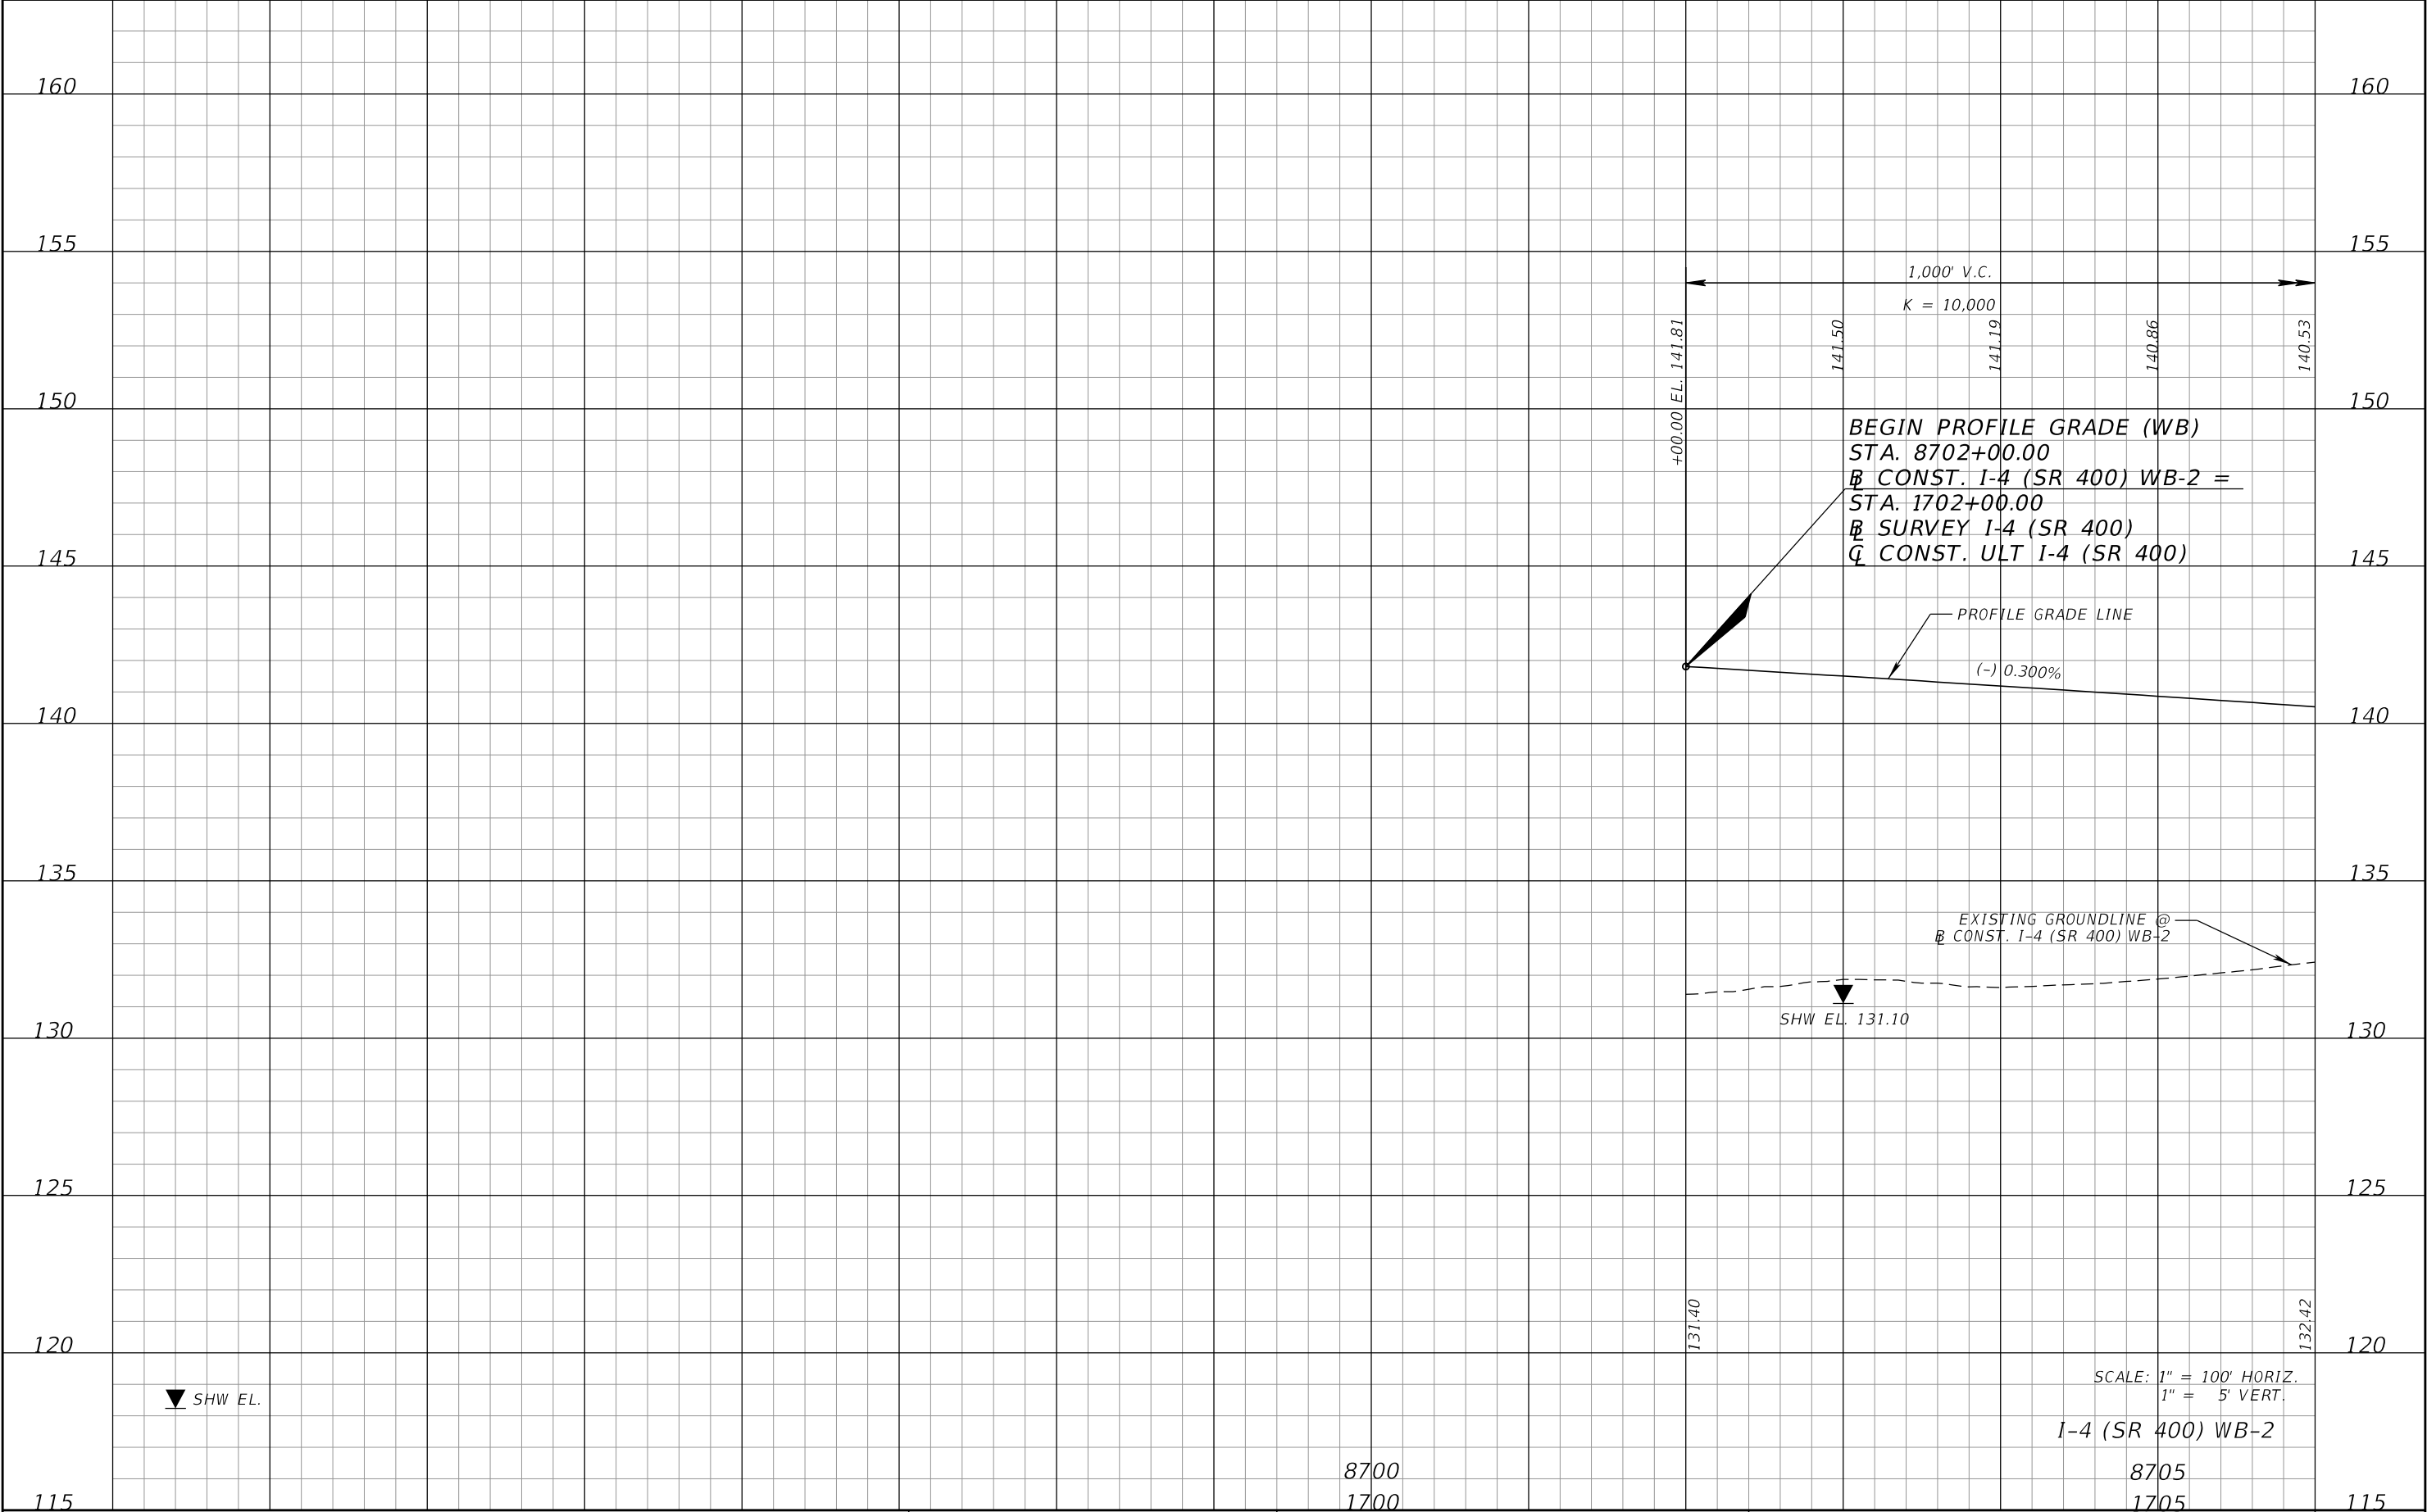 160
160
155
155
1,000' V.C.
K = 10,000
+00.00 EL. 141.81
141.50
141.19
140.86
140.53
150
150
BEGIN PROFILE GRADE (WB)
STA. 8702+00.00
BL CONST. I-4 (SR 400) WB-2 =
STA. 1702+00.00
BL SURVEY I-4 (SR 400)
CL CONST. ULT I-4 (SR 400)
145
145
PROFILE GRADE LINE
(-) 0.300%
140
140
135
135
EXISTING GROUNDLINE @
BL CONST. I-4 (SR 400) WB-2
SHW EL. 131.10
130
130
125
125
131.40
132.42
120
120
SHW EL.
SCALE: 1" = 100' HORIZ.
1" = 5' VERT.
I-4 (SR 400) WB-2
8700
8705
115
1700
1705
115